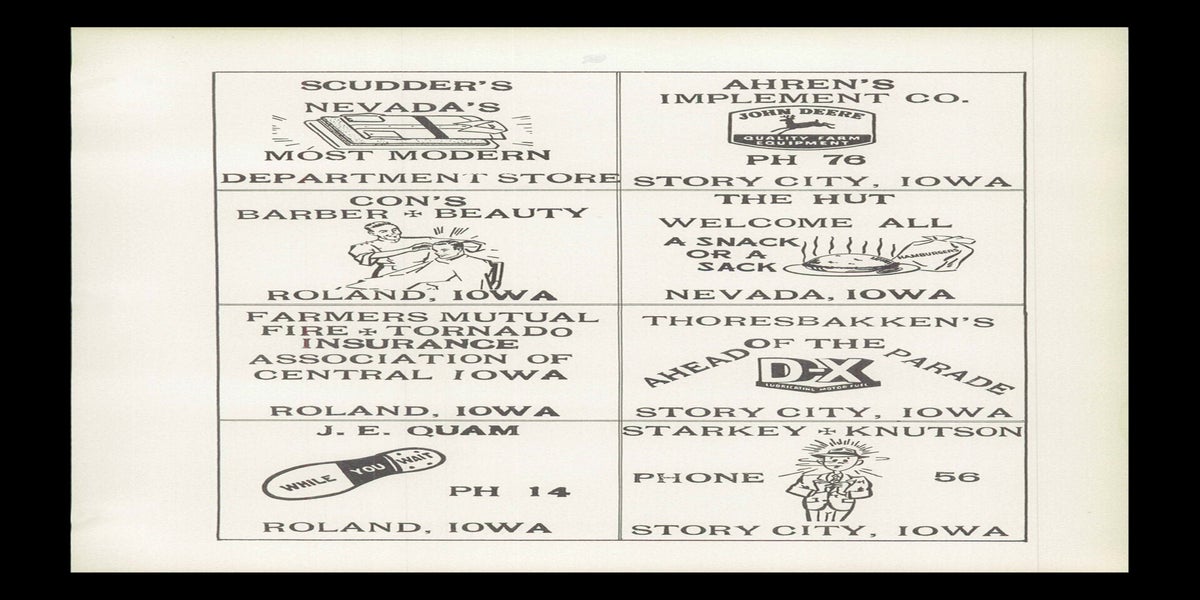 SCUDDER'S
NEVADA'S
MOST MODERN
DEPARTMENT STORE
AHREN'S
IMPLEMENT CO.
JOHN DEERE
QUALITY FARM
EQUIPMENT
PH 76
STORY CITY, IOWA
CON'S
BARBER + BEAUTY
ROLAND, IOWA
THE HUT
WELCOME ALL
A SNACK
OR A
SACK
HAMBURGERS
NEVADA, IOWA
FARMERS MUTUAL
FIRE + TORNADO
INSURANCE
ASSOCIATION OF
CENTRAL IOWA
ROLAND, IOWA
THORESBAKKEN'S
AHEAD OF THE PARADE
D-X
LUBRICATING MOTOR FUEL
STORY CITY, IOWA
J. E. QUAM
WHILE YOU WAIT
PH 14
ROLAND, IOWA
STARKEY + KNUTSON
PHONE 56
STORY CITY, IOWA